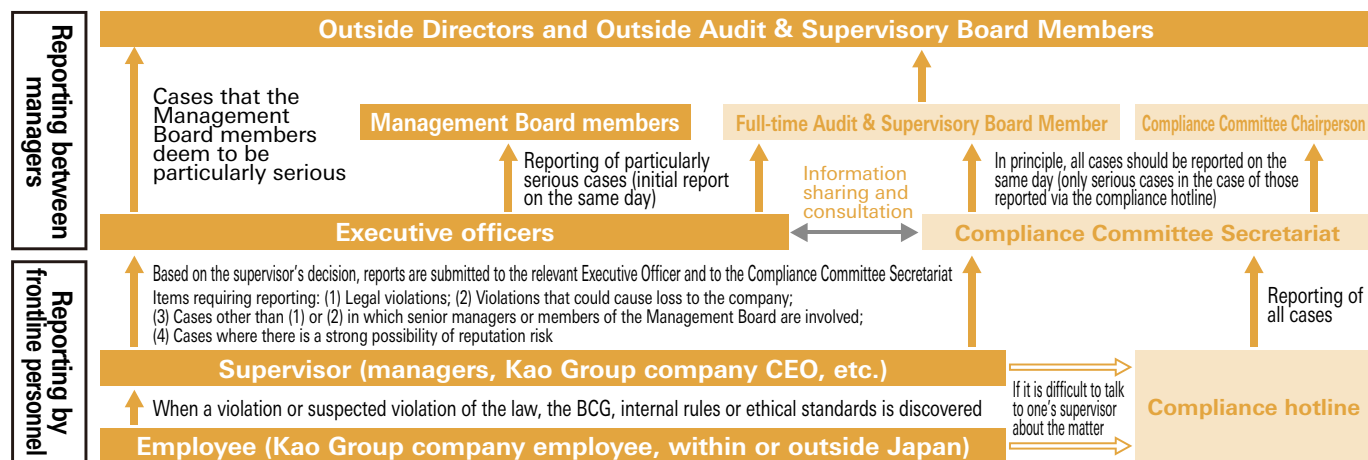 Reporting between
managers
Outside Directors and Outside Audit & Supervisory Board Members
Cases that the
Management
Board members
deem to be
particularly serious
Management Board members
Full-time Audit & Supervisory Board Member
Compliance Committee Chairperson
Reporting of particularly
serious cases (initial report
on the same day)
Information
sharing and
consultation
In principle, all cases should be reported on the
same day (only serious cases in the case of those
reported via the compliance hotline)
Executive officers
Compliance Committee Secretariat
Reporting by
frontline personnel
Based on the supervisor's decision, reports are submitted to the relevant Executive Officer and to the Compliance Committee Secretariat
Items requiring reporting: (1) Legal violations; (2) Violations that could cause loss to the company;
(3) Cases other than (1) or (2) in which senior managers or members of the Management Board are involved;
(4) Cases where there is a strong possibility of reputation risk
Reporting of
all cases
Supervisor (managers, Kao Group company CEO, etc.)
When a violation or suspected violation of the law, the BCG, internal rules or ethical standards is discovered
If it is difficult to talk
to one's supervisor
about the matter
Compliance hotline
Employee (Kao Group company employee, within or outside Japan)